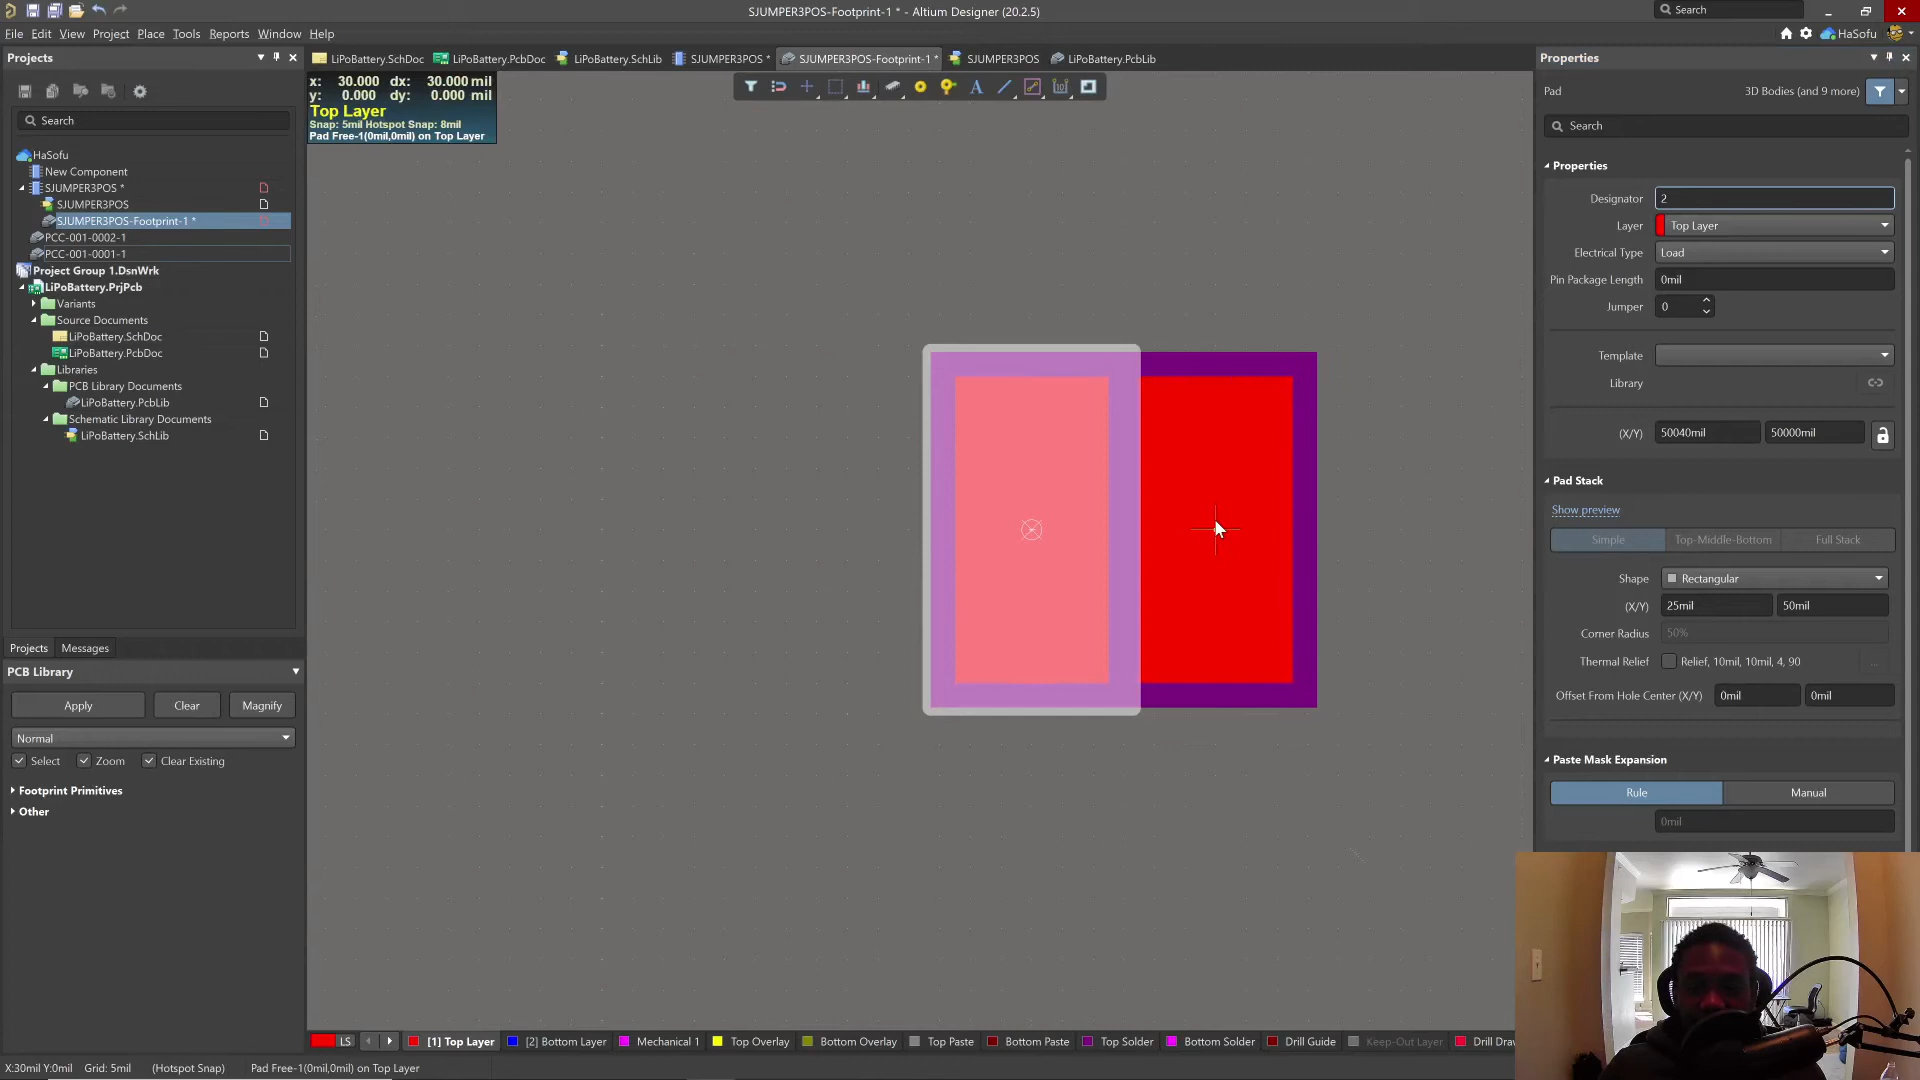 SJUMPER3POS-Footprint-1 * - Altium Designer (20.2.5)
Search
File Edit View Project Place Tools Reports Window Help
HaSofu
Projects
LiPoBattery.SchDoc LiPoBattery.PcbDoc LiPoBattery.SchLib SJUMPER3POS * SJUMPER3POS-Footprint-1 * SJUMPER3POS LiPoBattery.PcbLib
Properties
x: 30.000 dx: 30.000 mil
y: 0.000 dy: 0.000 mil
Top Layer
Snap: 5mil Hotspot Snap: 8mil
Pad Free-1(0mil,0mil) on Top Layer
Search
HaSofu
New Component
SJUMPER3POS *
SJUMPER3POS
SJUMPER3POS-Footprint-1 *
PCC-001-0002-1
PCC-001-0001-1
Project Group 1.DsnWrk
LiPoBattery.PrjPcb
Variants
Source Documents
LiPoBattery.SchDoc
LiPoBattery.PcbDoc
Libraries
PCB Library Documents
LiPoBattery.PcbLib
Schematic Library Documents
LiPoBattery.SchLib
Projects Messages
PCB Library
Apply Clear Magnify
Normal
Select Zoom Clear Existing
Footprint Primitives
Other
Pad 3D Bodies (and 9 more)
Search
Properties
Designator 2
Layer Top Layer
Electrical Type Load
Pin Package Length 0mil
Jumper 0
Template
Library
(X/Y) 50040mil 50000mil
Pad Stack
Show preview
Simple Top-Middle-Bottom Full Stack
Shape Rectangular
(X/Y) 25mil 50mil
Corner Radius 50%
Thermal Relief Relief, 10mil, 10mil, 4, 90 ...
Offset From Hole Center (X/Y) 0mil 0mil
Paste Mask Expansion
Rule Manual
0mil
LS [1] Top Layer [2] Bottom Layer Mechanical 1 Top Overlay Bottom Overlay Top Paste Bottom Paste Top Solder Bottom Solder Drill Guide Keep-Out Layer Drill Draw
X:30mil Y:0mil Grid: 5mil (Hotspot Snap) Pad Free-1(0mil,0mil) on Top Layer